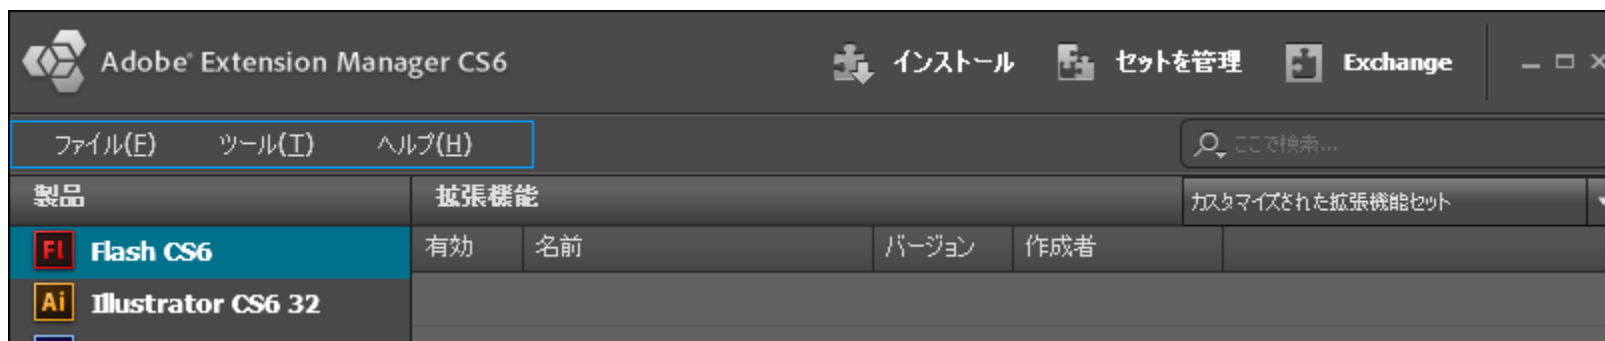 Adobe® Extension Manager CS6 インストール セットを管理 Exchange
ファイル(F) ツール(T) ヘルプ(H) ここで検索...
製品 拡張機能 カスタマイズされた拡張機能セット
Fl Flash CS6 有効 名前 バージョン 作成者
Ai Illustrator CS6 32